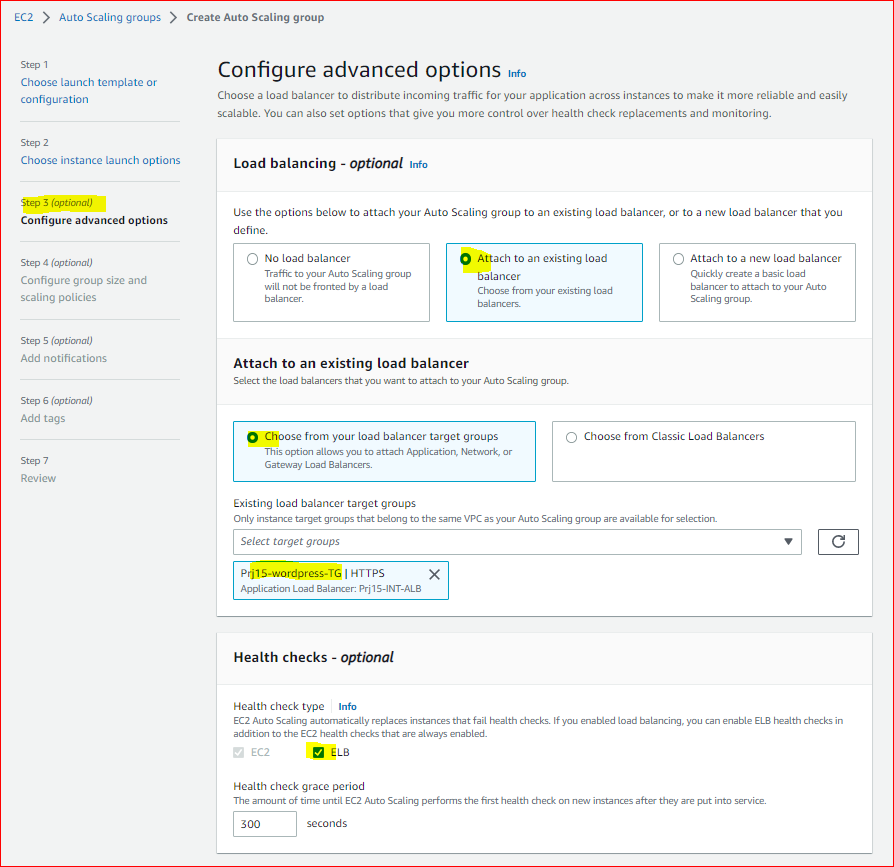 EC2 > Auto Scaling groups > Create Auto Scaling group
Step 1
Choose launch template or
configuration
Step 2
Choose instance launch options
Step 3 (optional)
Configure advanced options
Step 4 (optional)
Configure group size and
scaling policies
Step 5 (optional)
Add notifications
Step 6 (optional)
Add tags
Step 7
Review
Configure advanced options Info
Choose a load balancer to distribute incoming traffic for your application across instances to make it more reliable and easily
scalable. You can also set options that give you more control over health check replacements and monitoring.
Load balancing - optional Info
Use the options below to attach your Auto Scaling group to an existing load balancer, or to a new load balancer that you
define.
No load balancer
Traffic to your Auto Scaling group
will not be fronted by a load
balancer.
Attach to an existing load
balancer
Choose from your existing load
balancers.
Attach to a new load balancer
Quickly create a basic load
balancer to attach to your Auto
Scaling group.
Attach to an existing load balancer
Select the load balancers that you want to attach to your Auto Scaling group.
Choose from your load balancer target groups
This option allows you to attach Application, Network, or
Gateway Load Balancers.
Choose from Classic Load Balancers
Existing load balancer target groups
Only instance target groups that belong to the same VPC as your Auto Scaling group are available for selection.
Select target groups
Prj15-wordpress-TG | HTTPS
Application Load Balancer: Prj15-INT-ALB
Health checks - optional
Health check type Info
EC2 Auto Scaling automatically replaces instances that fail health checks. If you enabled load balancing, you can enable ELB health checks in
addition to the EC2 health checks that are always enabled.
EC2 ELB
Health check grace period
The amount of time until EC2 Auto Scaling performs the first health check on new instances after they are put into service.
300 seconds